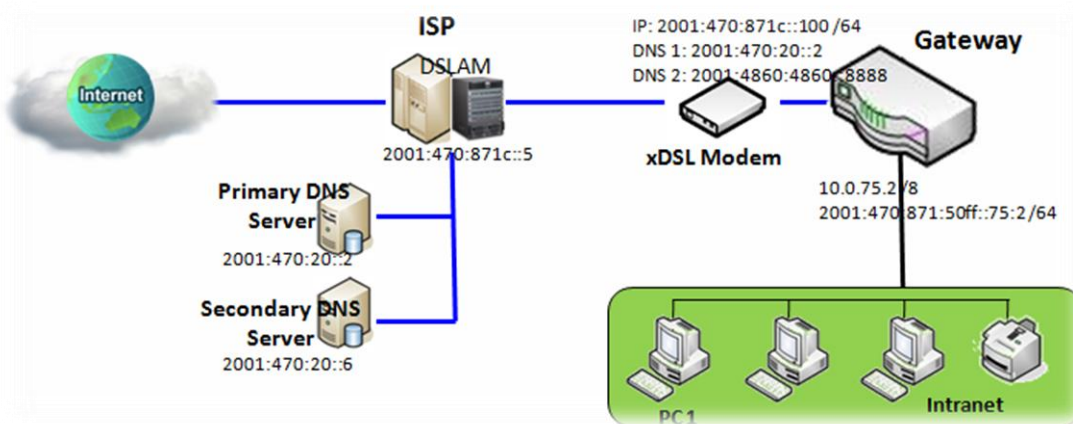 ISP
DSLAM
2001:470:871c::5
Internet
IP: 2001:470:871c::100 /64
DNS 1: 2001:470:20::2
DNS 2: 2001:4860:4860::8888
Gateway
xDSL Modem
10.0.75.2/8
2001:470:871:50ff::75:2/64
Primary DNS
Server
2001:470:20::2
Secondary DNS
Server
2001:470:20::6
PC1
Intranet